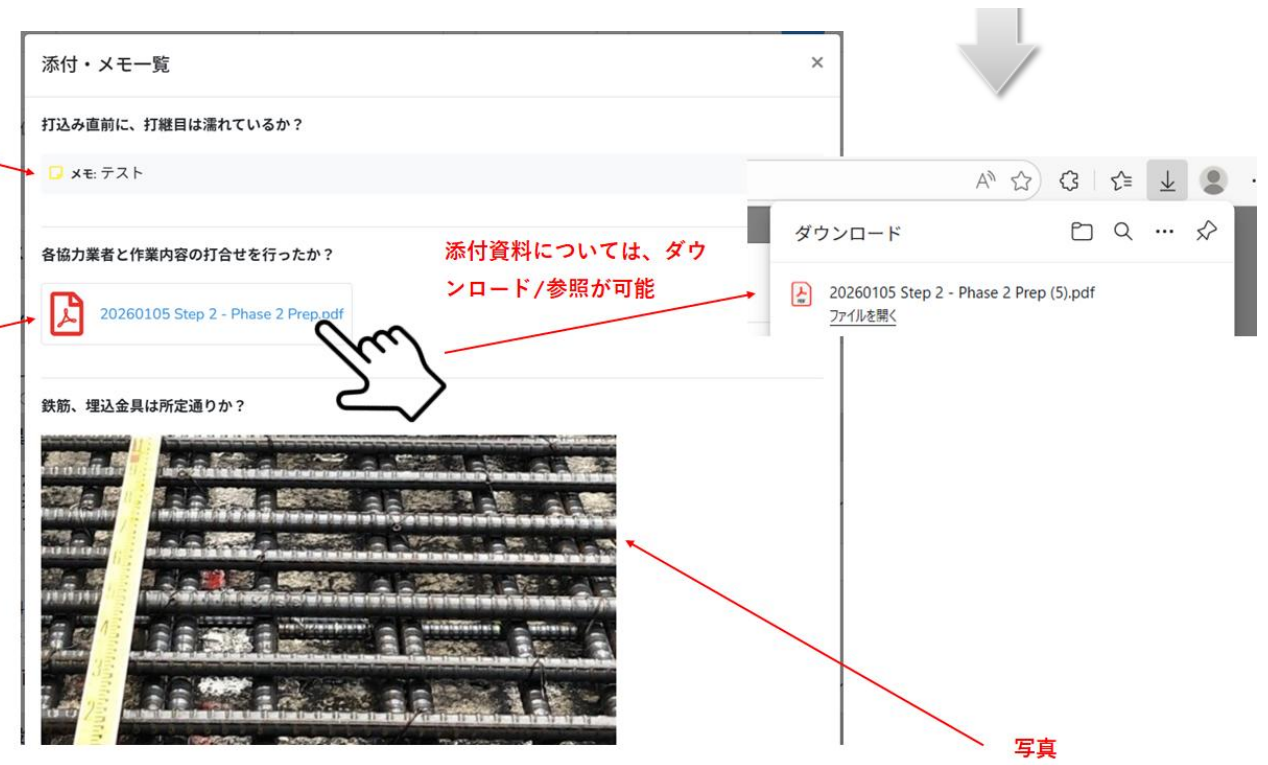 添付・メモ一覧
打込み直前に、打継目は濡れているか？
メモ: テスト
各協力業者と作業内容の打合せを行ったか？
20260105 Step 2 - Phase 2 Prep.pdf
添付資料については、ダウ
ンロード/参照が可能
ダウンロード
20260105 Step 2 - Phase 2 Prep (5).pdf
ファイルを開く
鉄筋、埋込金具は所定通りか？
写真